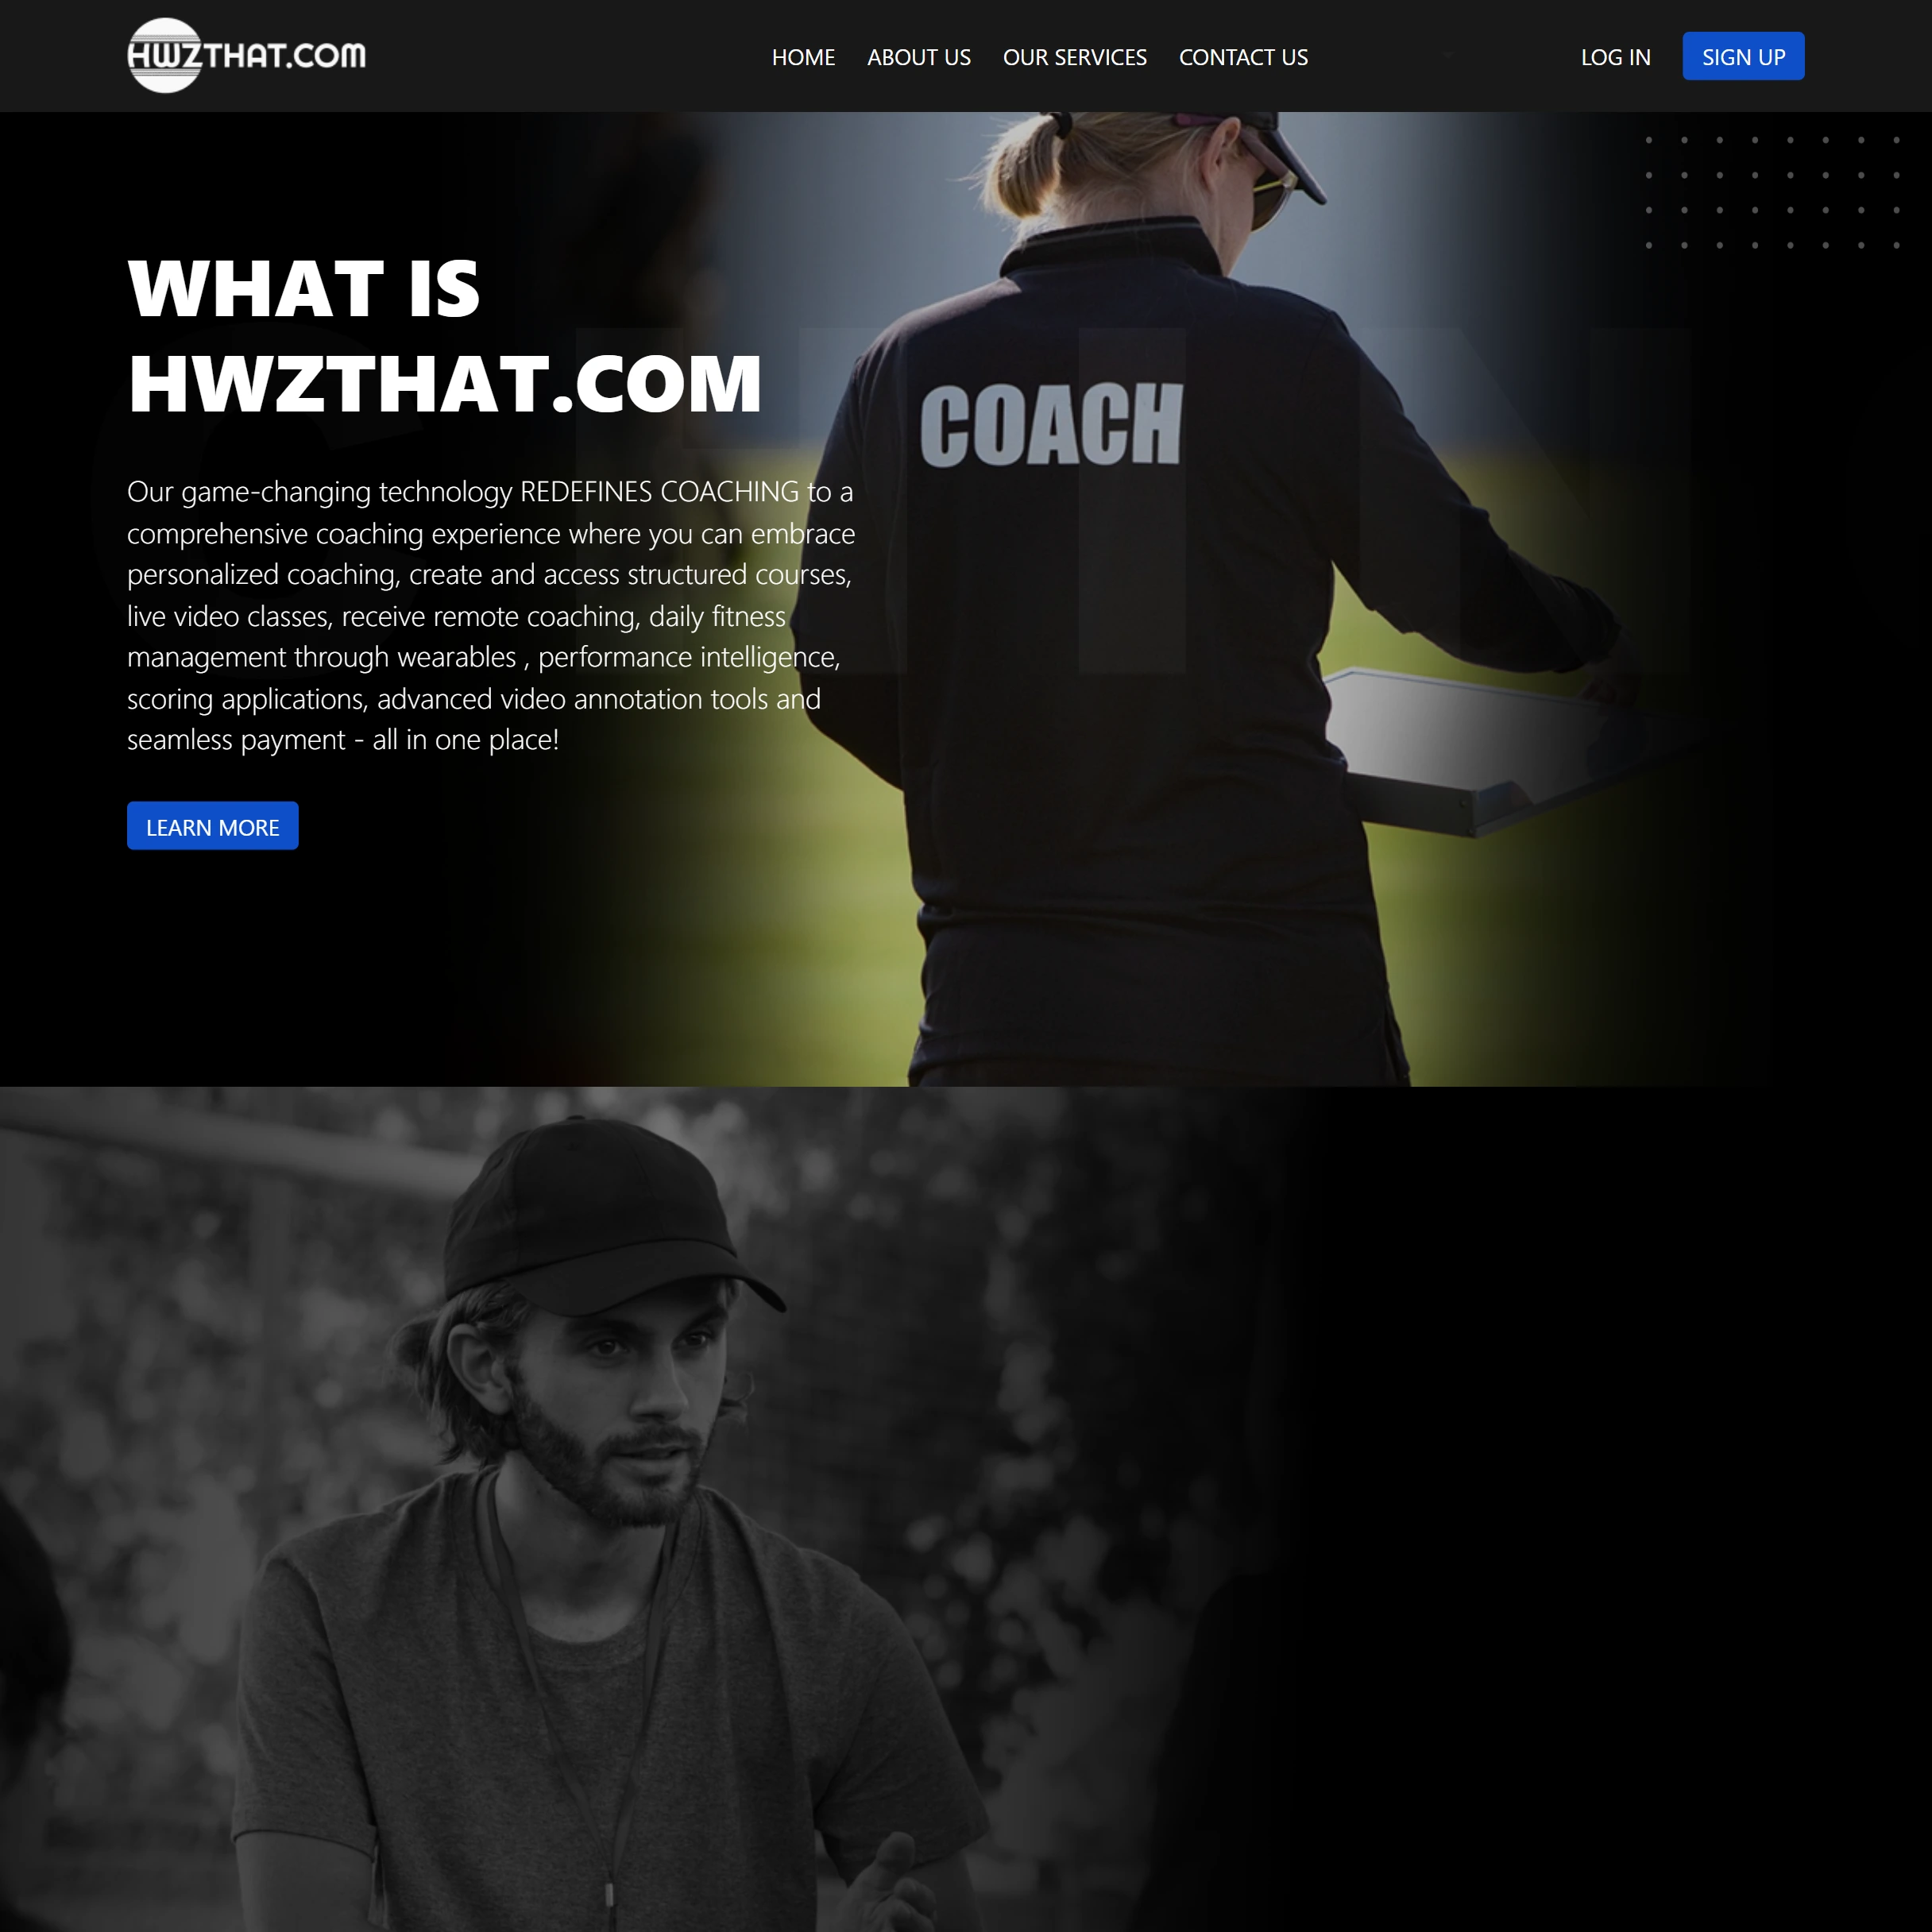 HWZTHAT.COM
HOME ABOUT US OUR SERVICES CONTACT US LOG IN SIGN UP
WHAT IS
HWZTHAT.COM
COACH
Our game-changing technology REDEFINES COACHING to a
comprehensive coaching experience where you can embrace
personalized coaching, create and access structured courses,
live video classes, receive remote coaching, daily fitness
management through wearables , performance intelligence,
scoring applications, advanced video annotation tools and
seamless payment - all in one place!
LEARN MORE